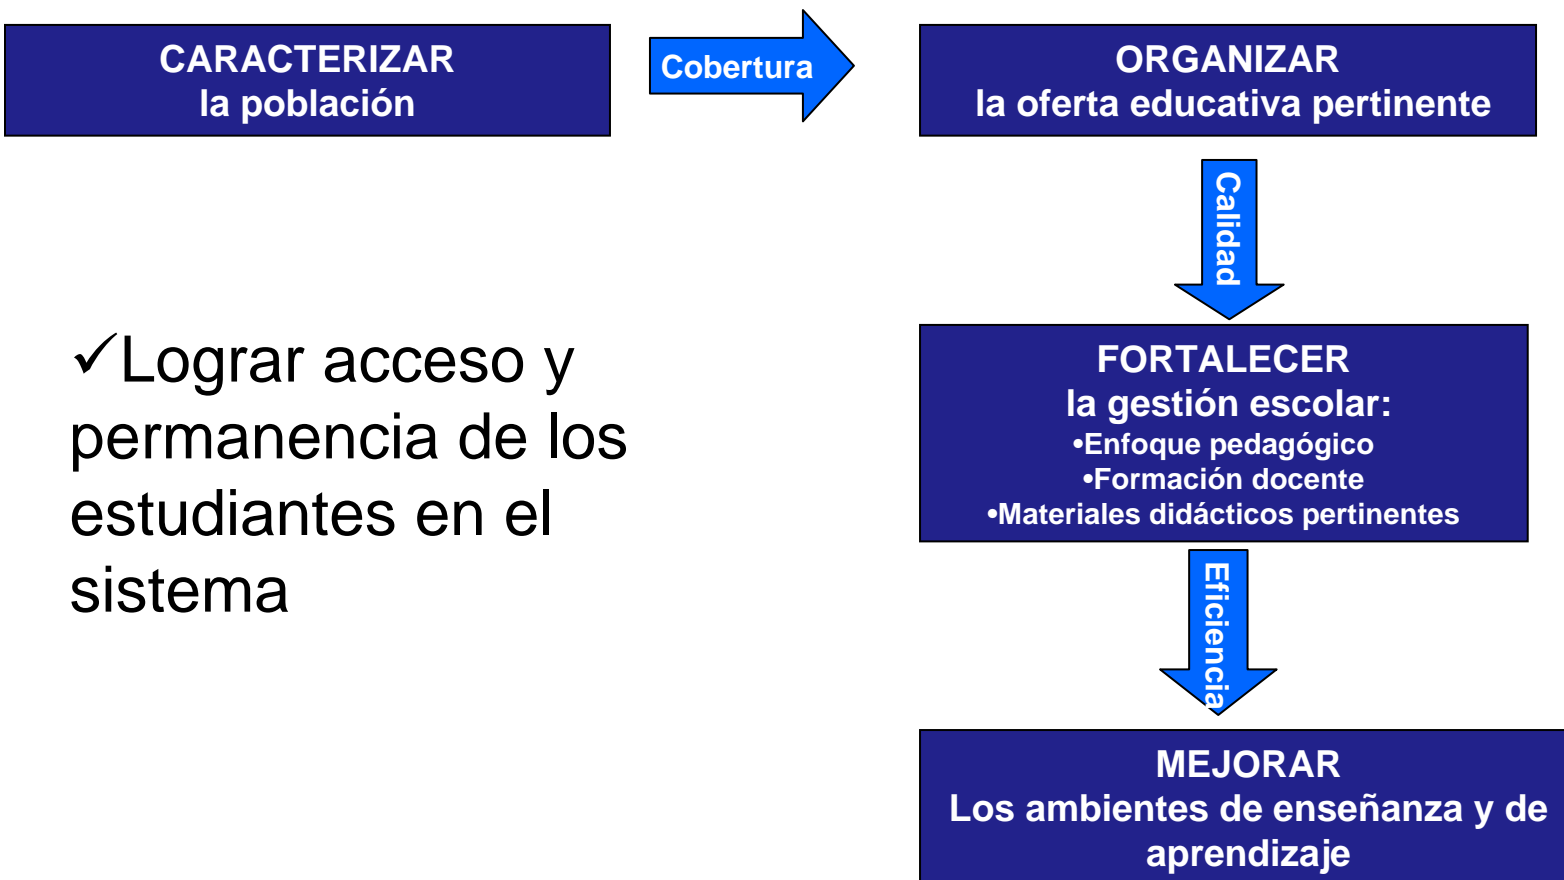 CARACTERIZAR
la población
Cobertura
ORGANIZAR
la oferta educativa pertinente
Calidad
✓Lograr acceso y
permanencia de los
estudiantes en el
sistema
FORTALECER
la gestión escolar:
•Enfoque pedagógico
•Formación docente
•Materiales didácticos pertinentes
Eficiencia
MEJORAR
Los ambientes de enseñanza y de
aprendizaje